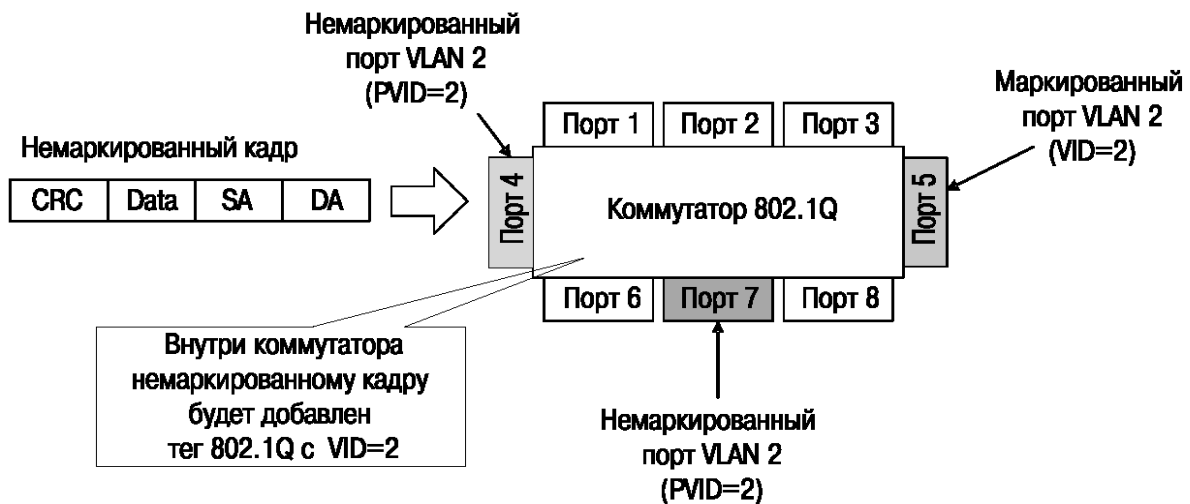 Немаркированный
порт VLAN 2
(PVID=2)
Маркированный
порт VLAN 2
(VID=2)
Немаркированный кадр
CRC Data SA DA
Порт 1 Порт 2 Порт 3
Порт 4
Коммутатор 802.1Q
Порт 5
Порт 6 Порт 7 Порт 8
Внутри коммутатора
немаркированному кадру
будет добавлен
тег 802.1Q с VID=2
Немаркированный
порт VLAN 2
(PVID=2)